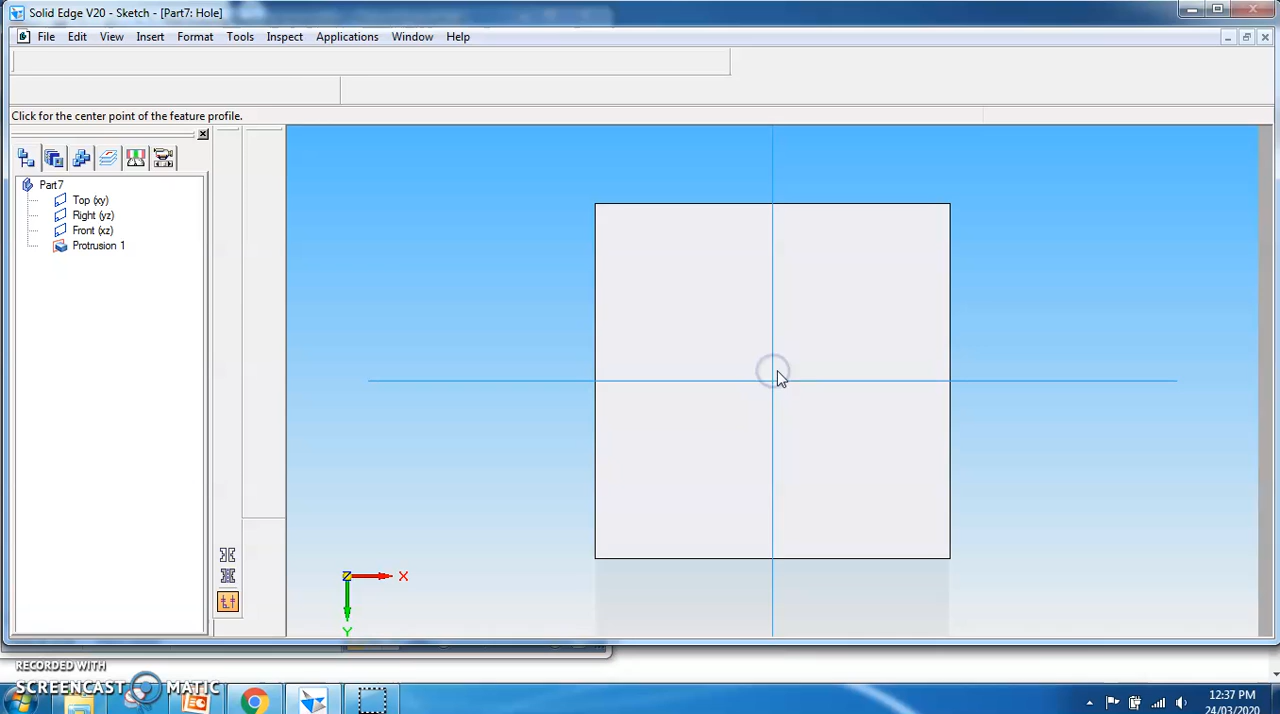 Solid Edge V20 - Sketch - [Part7: Hole]
File Edit View Insert Format Tools Inspect Applications Window Help
Click for the center point of the feature profile.
Part7
Top (xy)
Right (yz)
Front (xz)
Protrusion 1
X
Y
RECORDED WITH
SCREENCAST MATIC
12:37 PM
24/03/2020